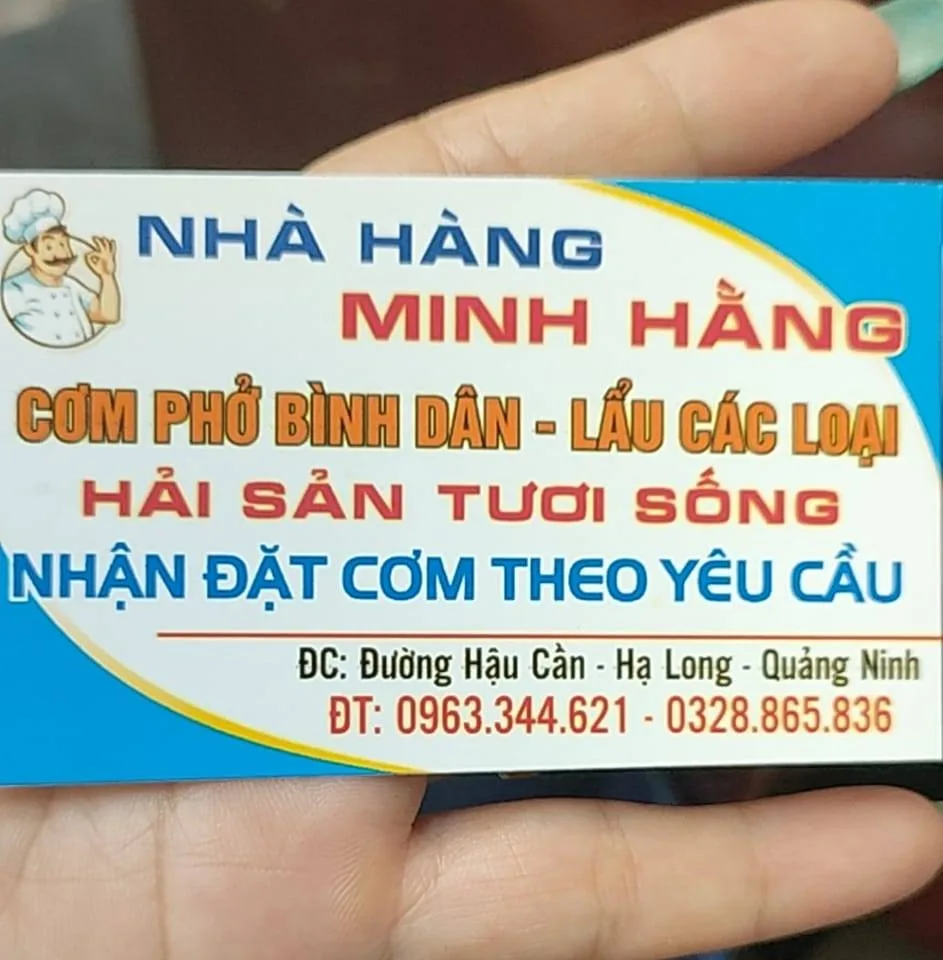 NHÀ HÀNG
MINH HẰNG
CƠM PHỞ BÌNH DÂN - LẨU CÁC LOẠI
HẢI SẢN TƯƠI SỐNG
NHẬN ĐẶT CƠM THEO YÊU CẦU
ĐC: Đường Hậu Cần - Hạ Long - Quảng Ninh
ĐT: 0963.344.621 - 0328.865.836